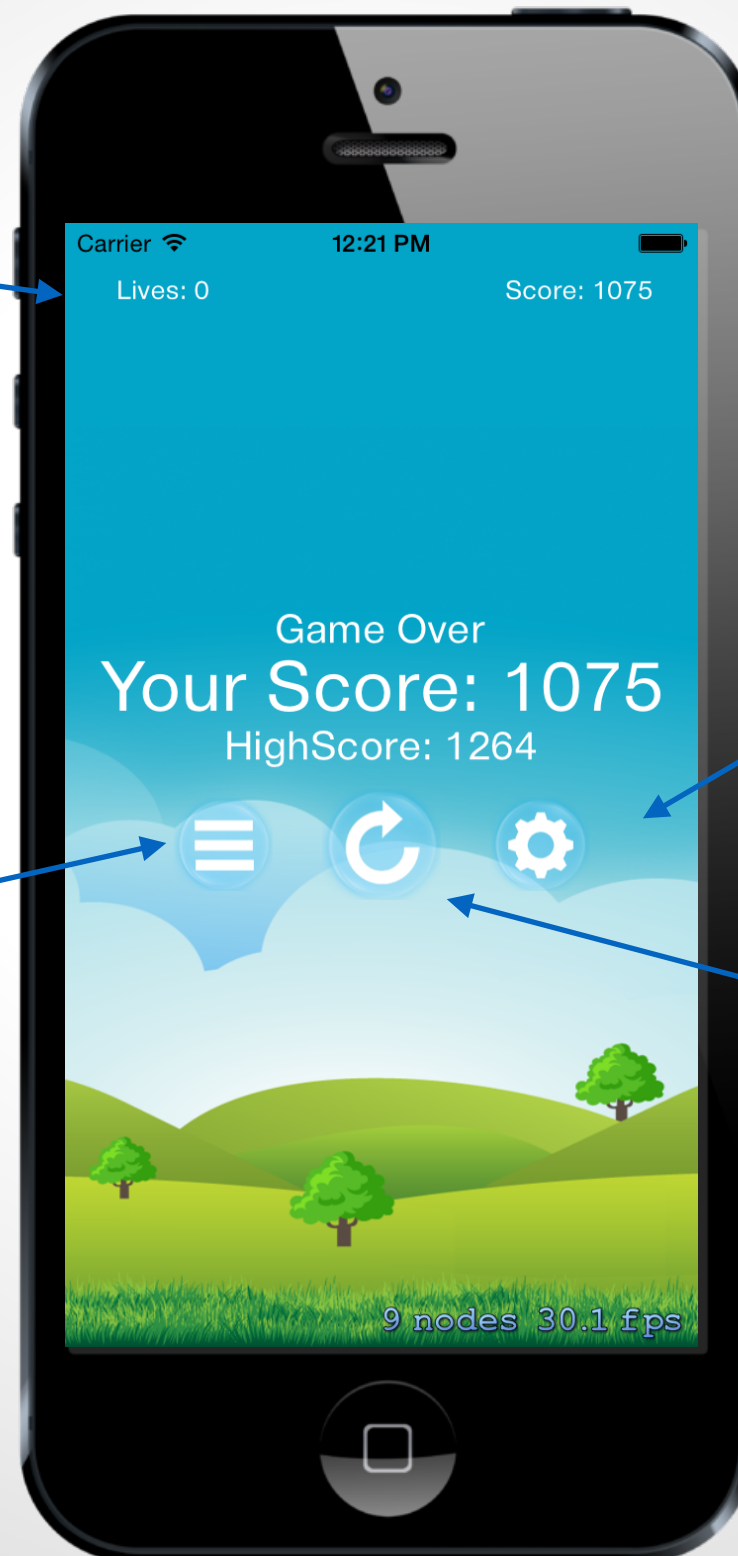 Carrier 12:21 PM
Lives: 0 Score: 1075
Game Over
Your Score: 1075
HighScore: 1264
9 nodes 30.1 fps